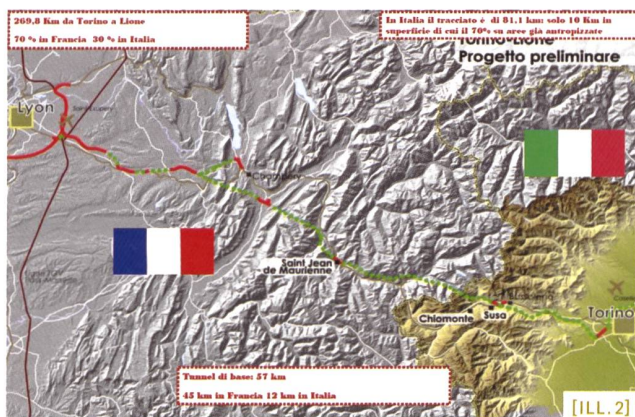 269,8 Km da Torino a Lione
70 % in Francia 30 % in Italia
In Italia il tracciato è di 81,1 km: solo 10 Km in
superficie di cui il 70% su aree già antropizzate
Torino-Lione
Progetto preliminare
Lyon
Chambéry
Saint Jean
de Maurienne
Chiomonte
Susa
Torino
Tunnel di base: 57 km
45 km in Francia 12 km in Italia
[ILL.2]